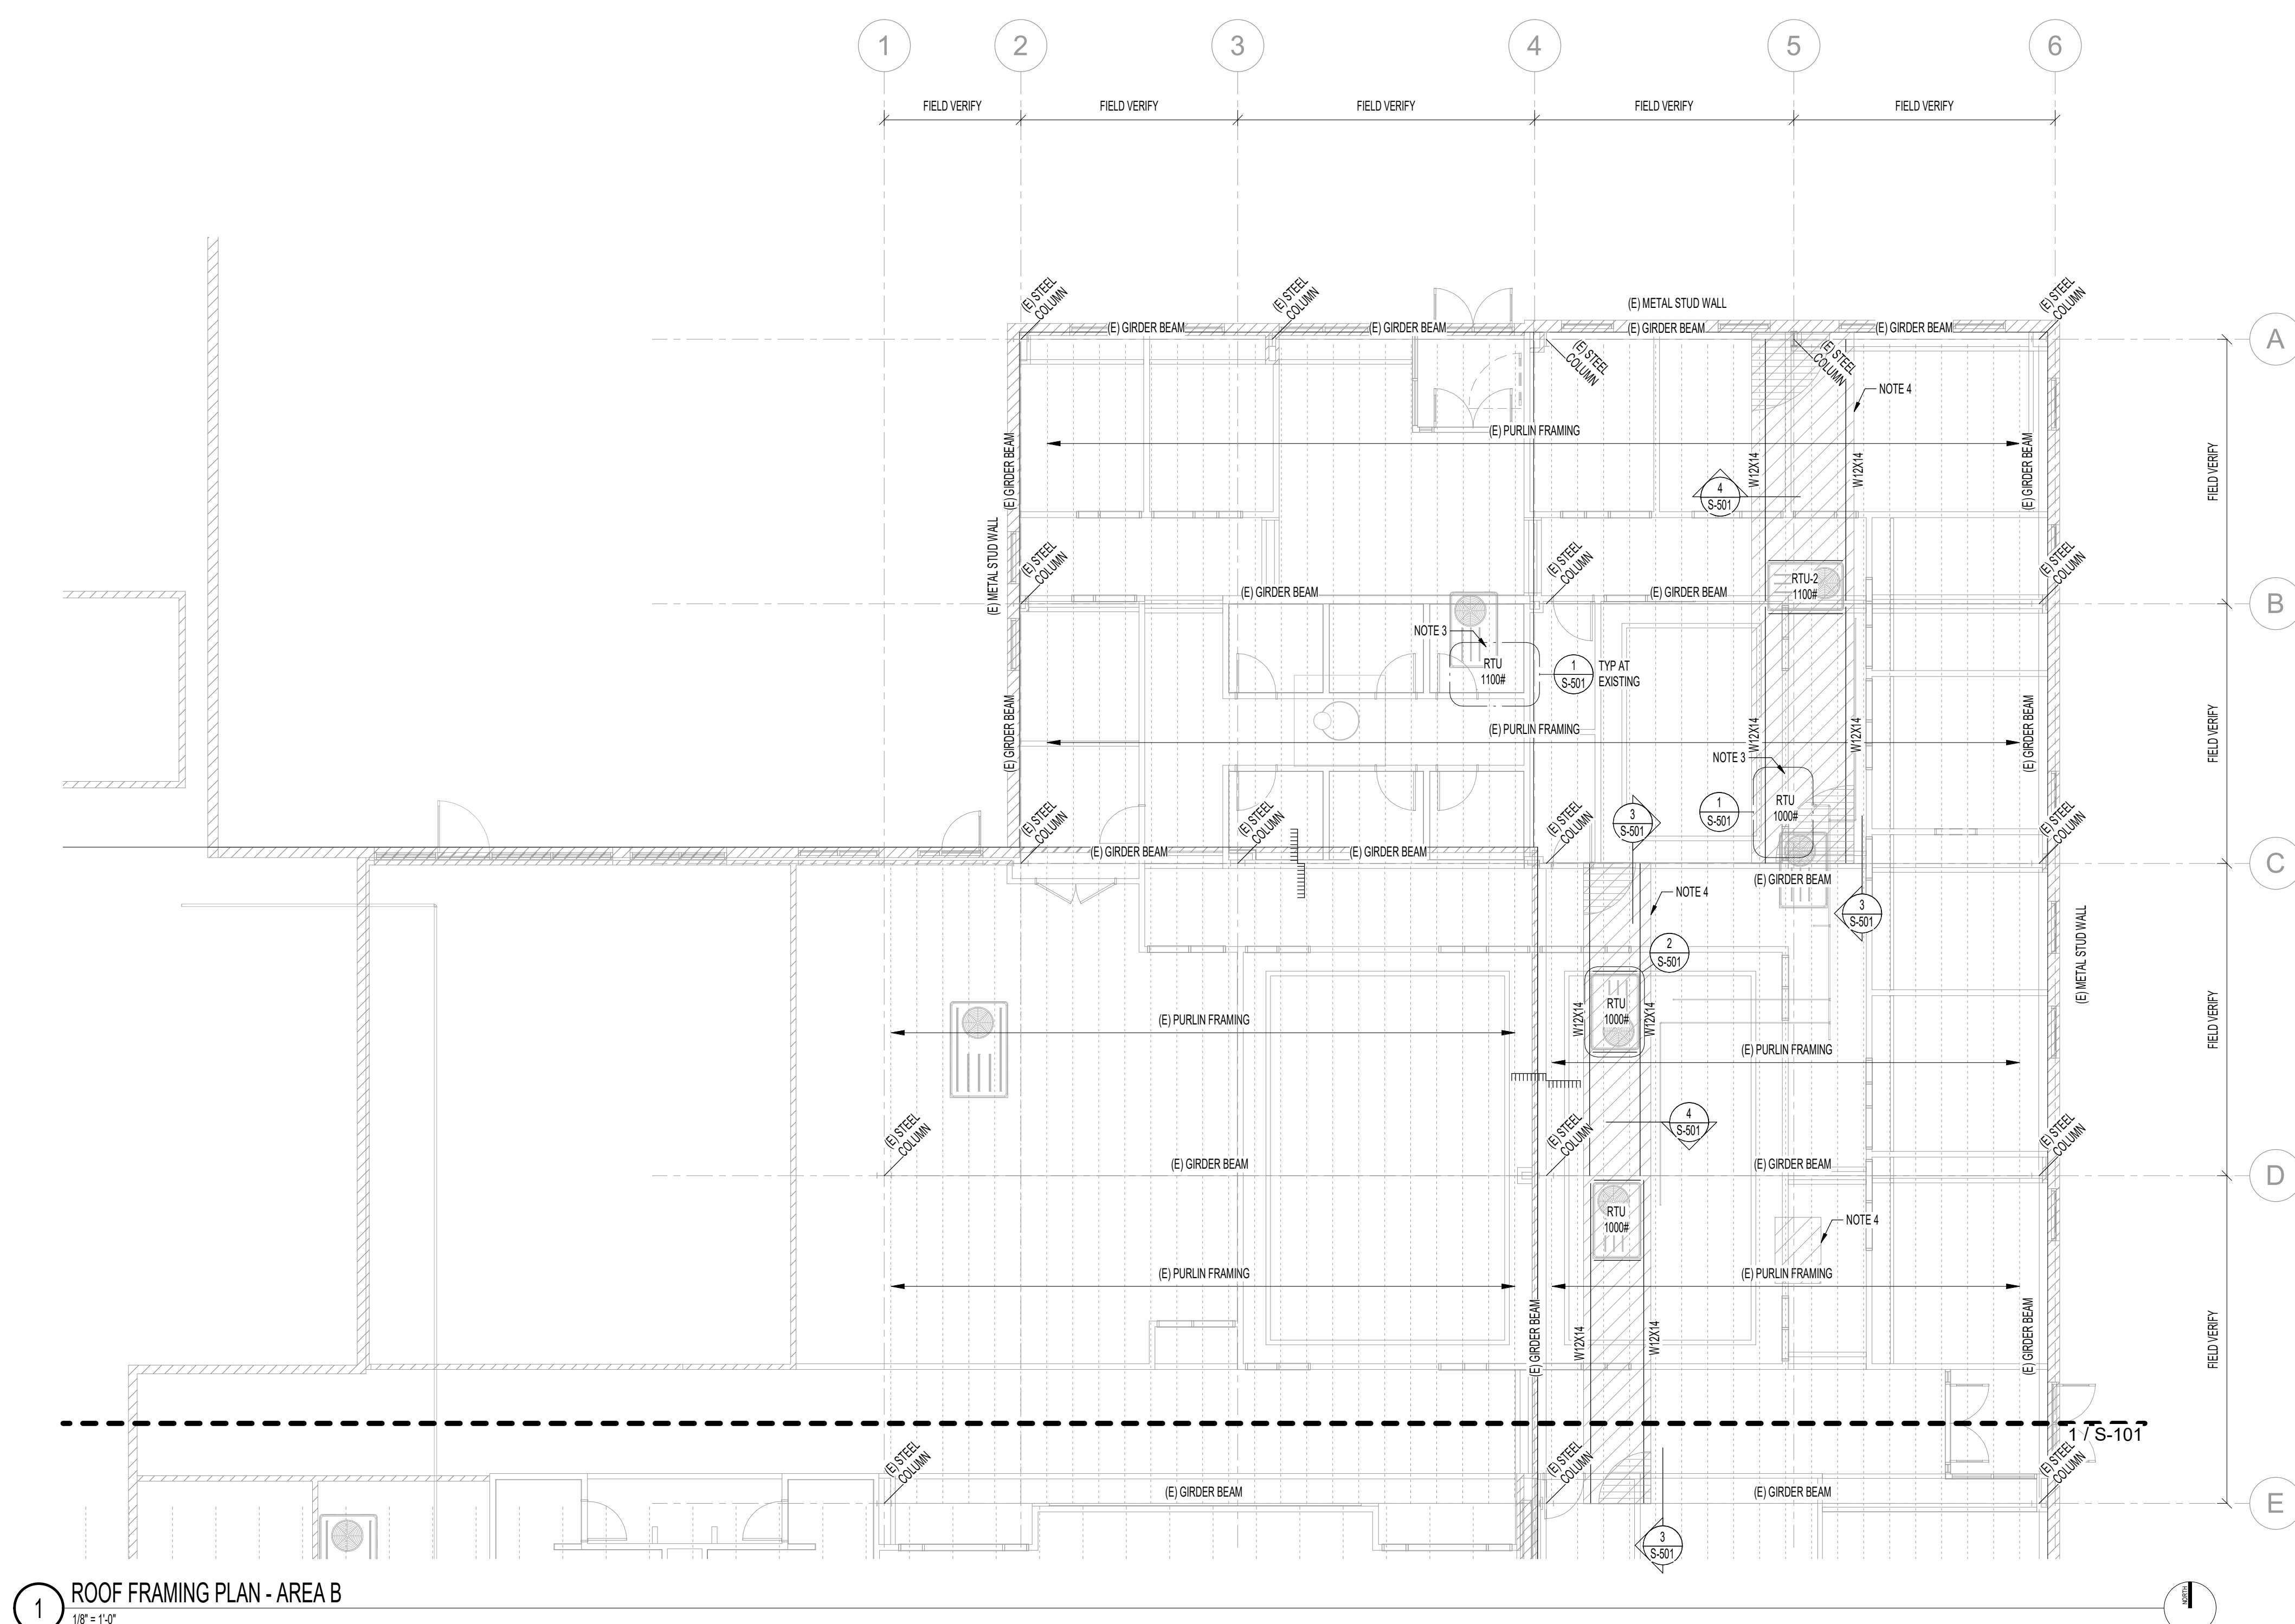 1
2
3
4
5
6
FIELD VERIFY
FIELD VERIFY
FIELD VERIFY
FIELD VERIFY
FIELD VERIFY
(E) STEEL
COLUMN
(E) STEEL
COLUMN
(E) METAL STUD WALL
(E) STEEL
COLUMN
(E) GIRDER BEAM
(E) GIRDER BEAM
(E) GIRDER BEAM
(E) GIRDER BEAM
A
(E) STEEL
COLUMN
(E) STEEL
COLUMN
NOTE 4
(E) PURLIN FRAMING
(E) GIRDER BEAM
W12X14
W12X14
(E) GIRDER BEAM
FIELD VERIFY
4
S-501
(E) METAL STUD WALL
(E) STEEL
COLUMN
(E) STEEL
COLUMN
(E) STEEL
COLUMN
RTU-2
1100#
(E) GIRDER BEAM
(E) GIRDER BEAM
B
NOTE 3
RTU
1100#
1
S-501
TYP AT
EXISTING
(E) PURLIN FRAMING
(E) GIRDER BEAM
W12X14
W12X14
(E) GIRDER BEAM
FIELD VERIFY
NOTE 3
RTU
1000#
1
S-501
3
S-501
(E) STEEL
COLUMN
(E) STEEL
COLUMN
(E) STEEL
COLUMN
(E) STEEL
COLUMN
(E) GIRDER BEAM
(E) GIRDER BEAM
C
(E) GIRDER BEAM
NOTE 4
3
S-501
2
S-501
(E) METAL STUD WALL
RTU
1000#
W12X14
W12X14
(E) PURLIN FRAMING
FIELD VERIFY
(E) PURLIN FRAMING
4
S-501
(E) STEEL
COLUMN
(E) STEEL
COLUMN
(E) STEEL
COLUMN
(E) GIRDER BEAM
(E) GIRDER BEAM
D
RTU
1000#
NOTE 4
(E) PURLIN FRAMING
(E) PURLIN FRAMING
(E) GIRDER BEAM
W12X14
W12X14
(E) GIRDER BEAM
FIELD VERIFY
1 / S-101
(E) STEEL
COLUMN
(E) STEEL
COLUMN
(E) STEEL
COLUMN
(E) GIRDER BEAM
(E) GIRDER BEAM
E
3
S-501
1
ROOF FRAMING PLAN - AREA B
1/8" = 1'-0"
NORTH